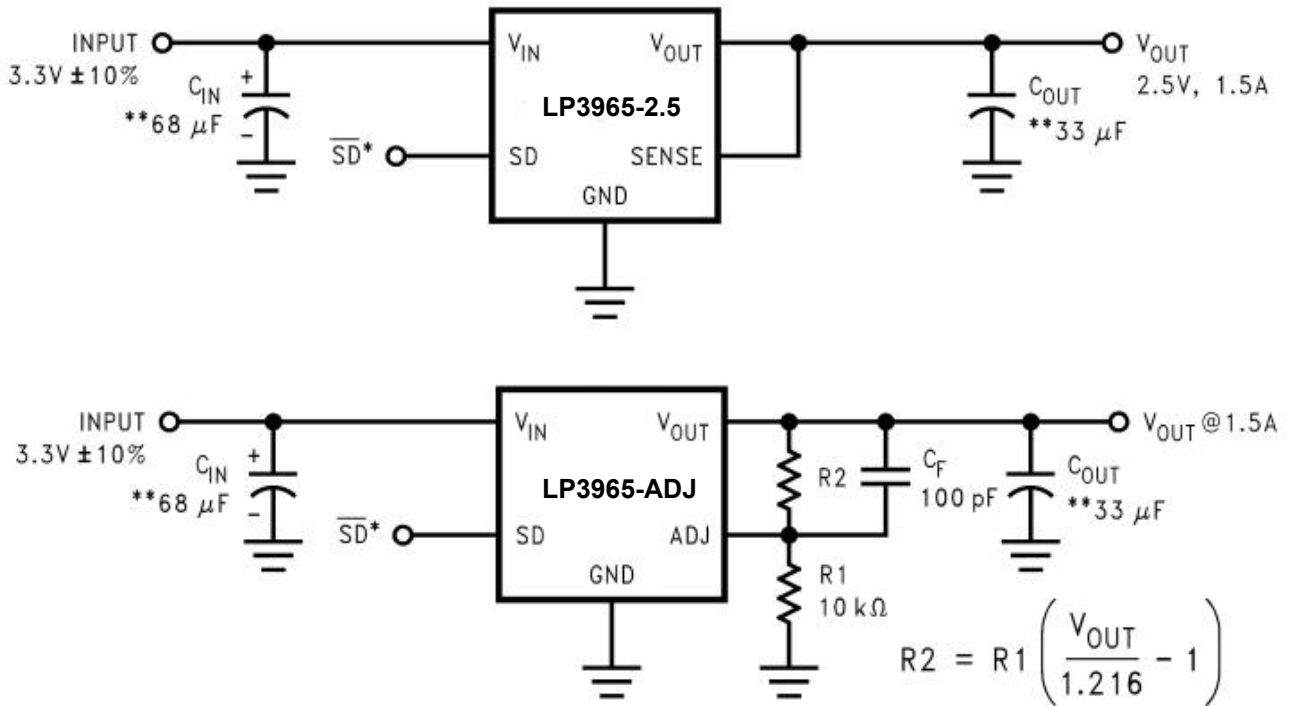 INPUT
3.3V ±10%
C_IN
+
**68 μF
−
S̅D̅*
V_IN
V_OUT
LP3965-2.5
SD
SENSE
GND
C_OUT
**33 μF
V_OUT
2.5V, 1.5A
INPUT
3.3V ±10%
C_IN
+
**68 μF
−
S̅D̅*
V_IN
V_OUT
LP3965-ADJ
SD
ADJ
GND
R2
C_F
100 pF
R1
10 kΩ
C_OUT
**33 μF
V_OUT @ 1.5A
R2 = R1 (V_OUT / 1.216 - 1)